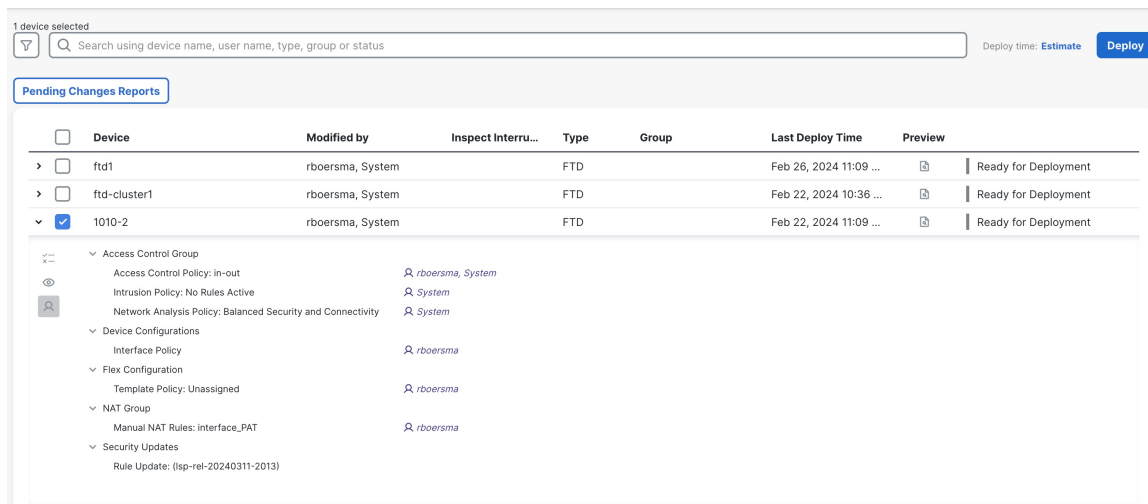 1 device selected
Search using device name, user name, type, group or status
Deploy time: Estimate
Deploy
Pending Changes Reports
Device Modified by Inspect Interru... Type Group Last Deploy Time Preview
ftd1 rboersma, System FTD Feb 26, 2024 11:09 ... Ready for Deployment
ftd-cluster1 rboersma, System FTD Feb 22, 2024 10:36 ... Ready for Deployment
1010-2 rboersma, System FTD Feb 22, 2024 11:09 ... Ready for Deployment
Access Control Group
Access Control Policy: in-out rboersma, System
Intrusion Policy: No Rules Active System
Network Analysis Policy: Balanced Security and Connectivity System
Device Configurations
Interface Policy rboersma
Flex Configuration
Template Policy: Unassigned rboersma
NAT Group
Manual NAT Rules: interface_PAT rboersma
Security Updates
Rule Update: (lsp-rel-20240311-2013)